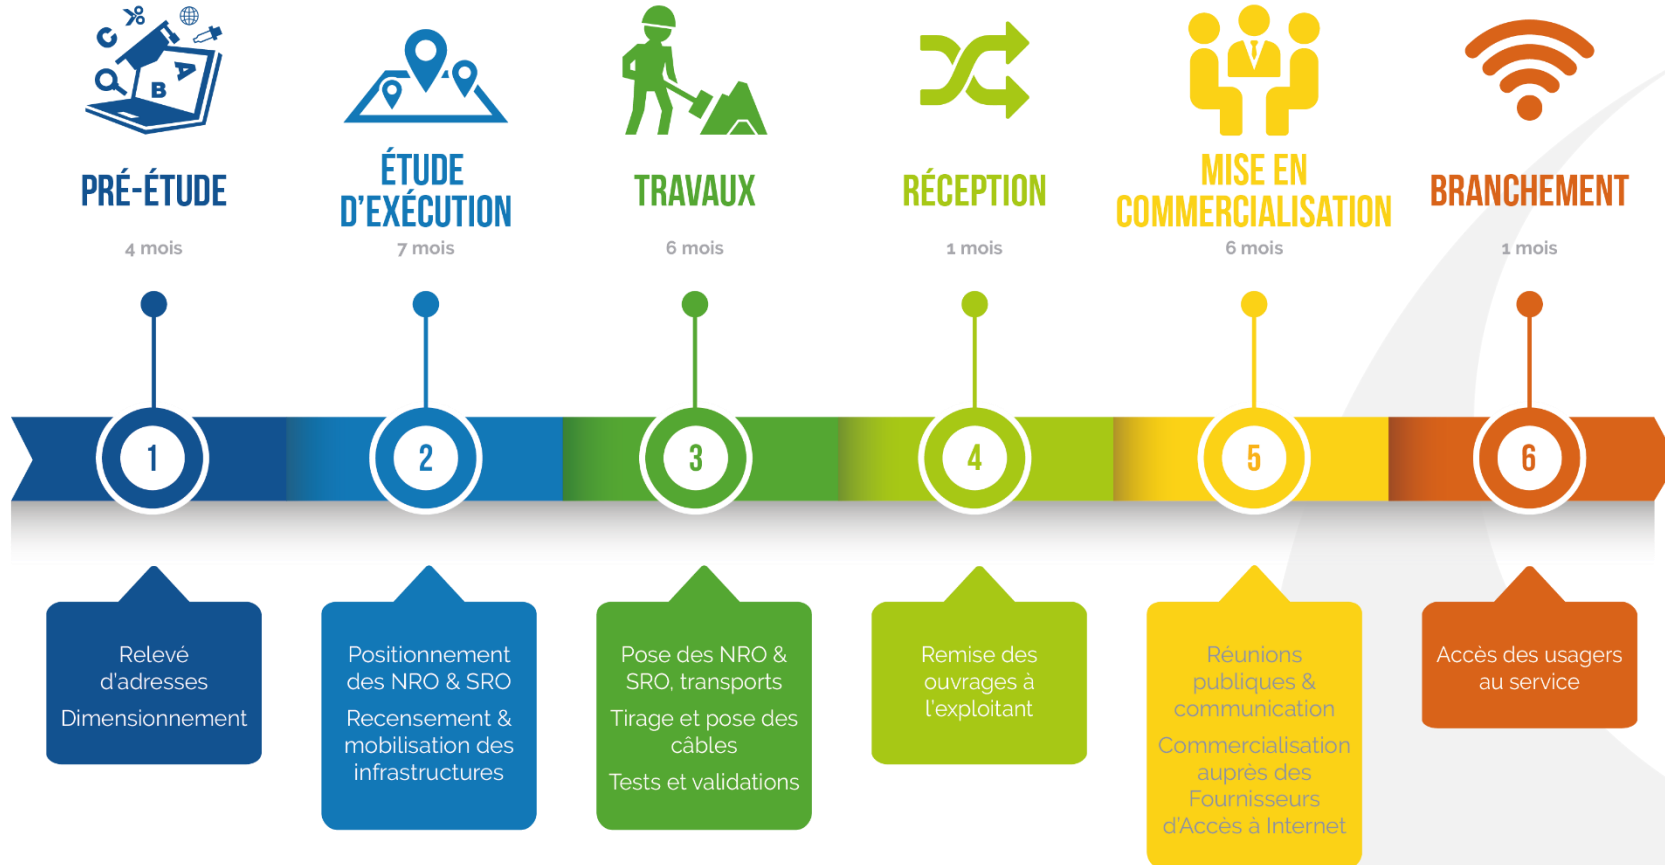 C
A
B
PRÉ-ÉTUDE
4 mois
ÉTUDE
D'EXÉCUTION
7 mois
TRAVAUX
6 mois
RÉCEPTION
1 mois
MISE EN
COMMERCIALISATION
6 mois
BRANCHEMENT
1 mois
1
2
3
4
5
6
Relevé
d'adresses
Dimensionnement
Positionnement
des NRO & SRO
Recensement &
mobilisation des
infrastructures
Pose des NRO &
SRO, transports
Tirage et pose des
câbles
Tests et validations
Remise des
ouvrages à
l'exploitant
Réunions
publiques &
communication
Commercialisation
auprès des
Fournisseurs
d'Accès à Internet
Accès des usagers
au service